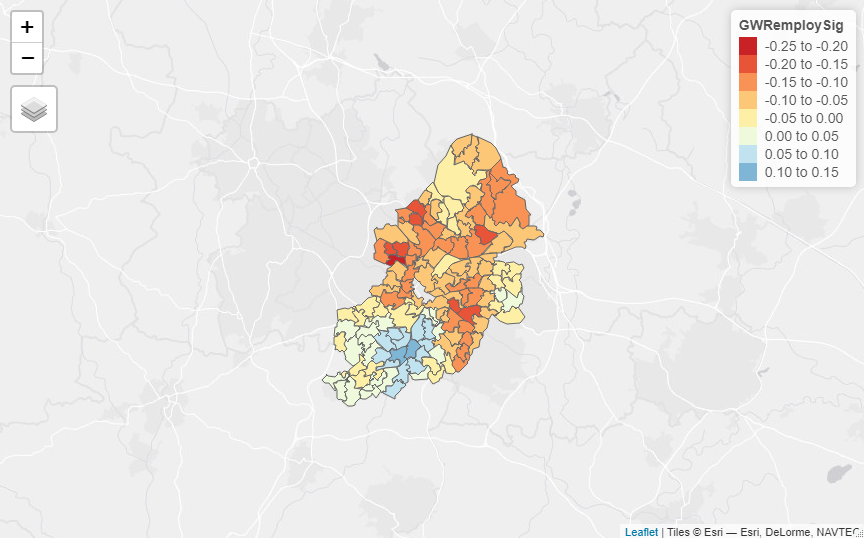 +
−
GWRemploySig
-0.25 to -0.20
-0.20 to -0.15
-0.15 to -0.10
-0.10 to -0.05
-0.05 to 0.00
0.00 to 0.05
0.05 to 0.10
0.10 to 0.15
Leaflet | Tiles © Esri — Esri, DeLorme, NAVTEQ